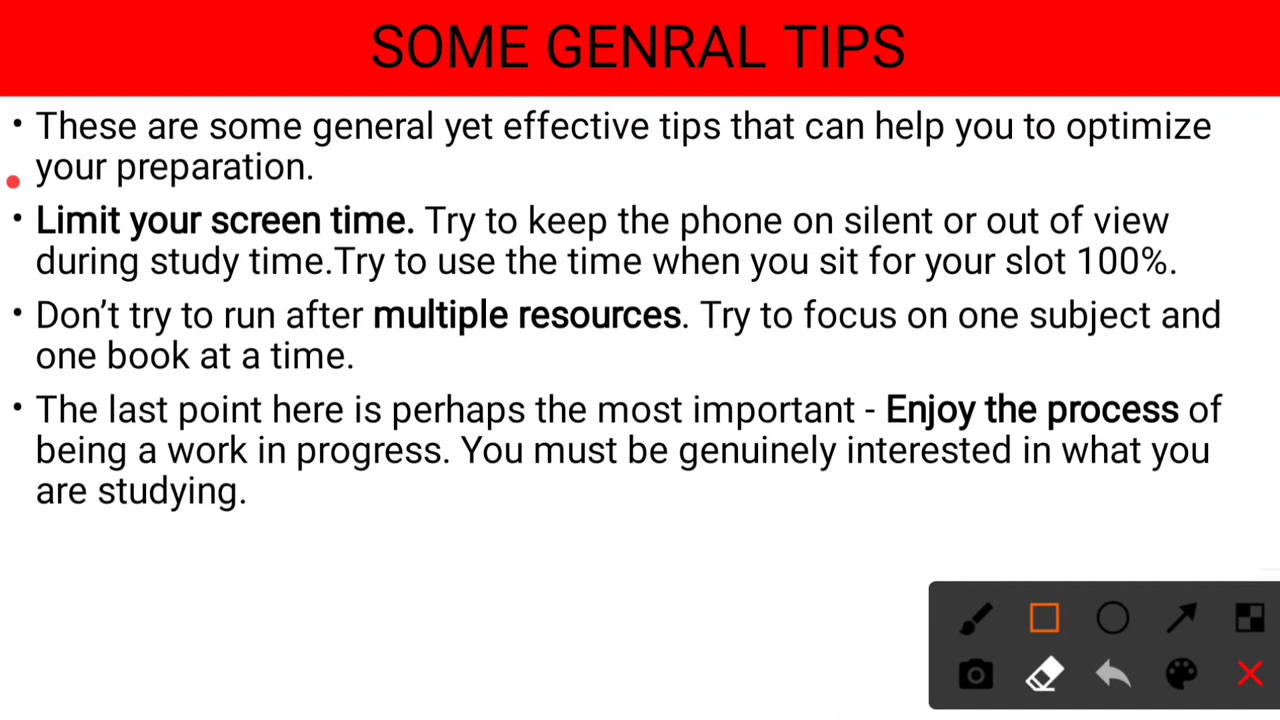 SOME GENRAL TIPS
• These are some general yet effective tips that can help you to optimize
your preparation.
• Limit your screen time. Try to keep the phone on silent or out of view
during study time.Try to use the time when you sit for your slot 100%.
• Don’t try to run after multiple resources. Try to focus on one subject and
one book at a time.
• The last point here is perhaps the most important - Enjoy the process of
being a work in progress. You must be genuinely interested in what you
are studying.